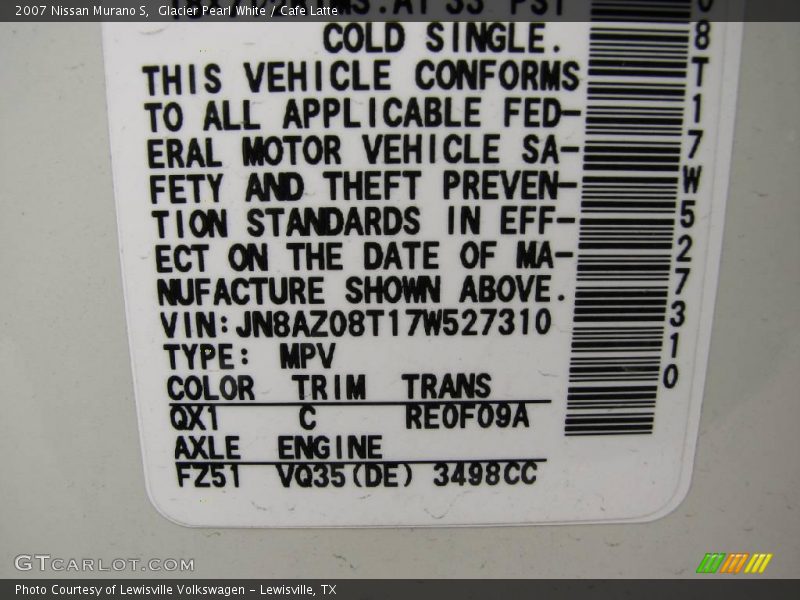 2007 Nissan Murano S, Glacier Pearl White / Cafe Latte
COLD SINGLE.
THIS VEHICLE CONFORMS
TO ALL APPLICABLE FED-
ERAL MOTOR VEHICLE SA-
FETY AND THEFT PREVEN-
TION STANDARDS IN EFF-
ECT ON THE DATE OF MA-
NUFACTURE SHOWN ABOVE.
VIN:JN8AZ08T17W527310
TYPE: MPV
COLOR TRIM TRANS
QX1 C RE0F09A
AXLE ENGINE
FZ51 VQ35(DE) 3498CC
8T17W527310
GTCARLOT.COM
Photo Courtesy of Lewisville Volkswagen - Lewisville, TX